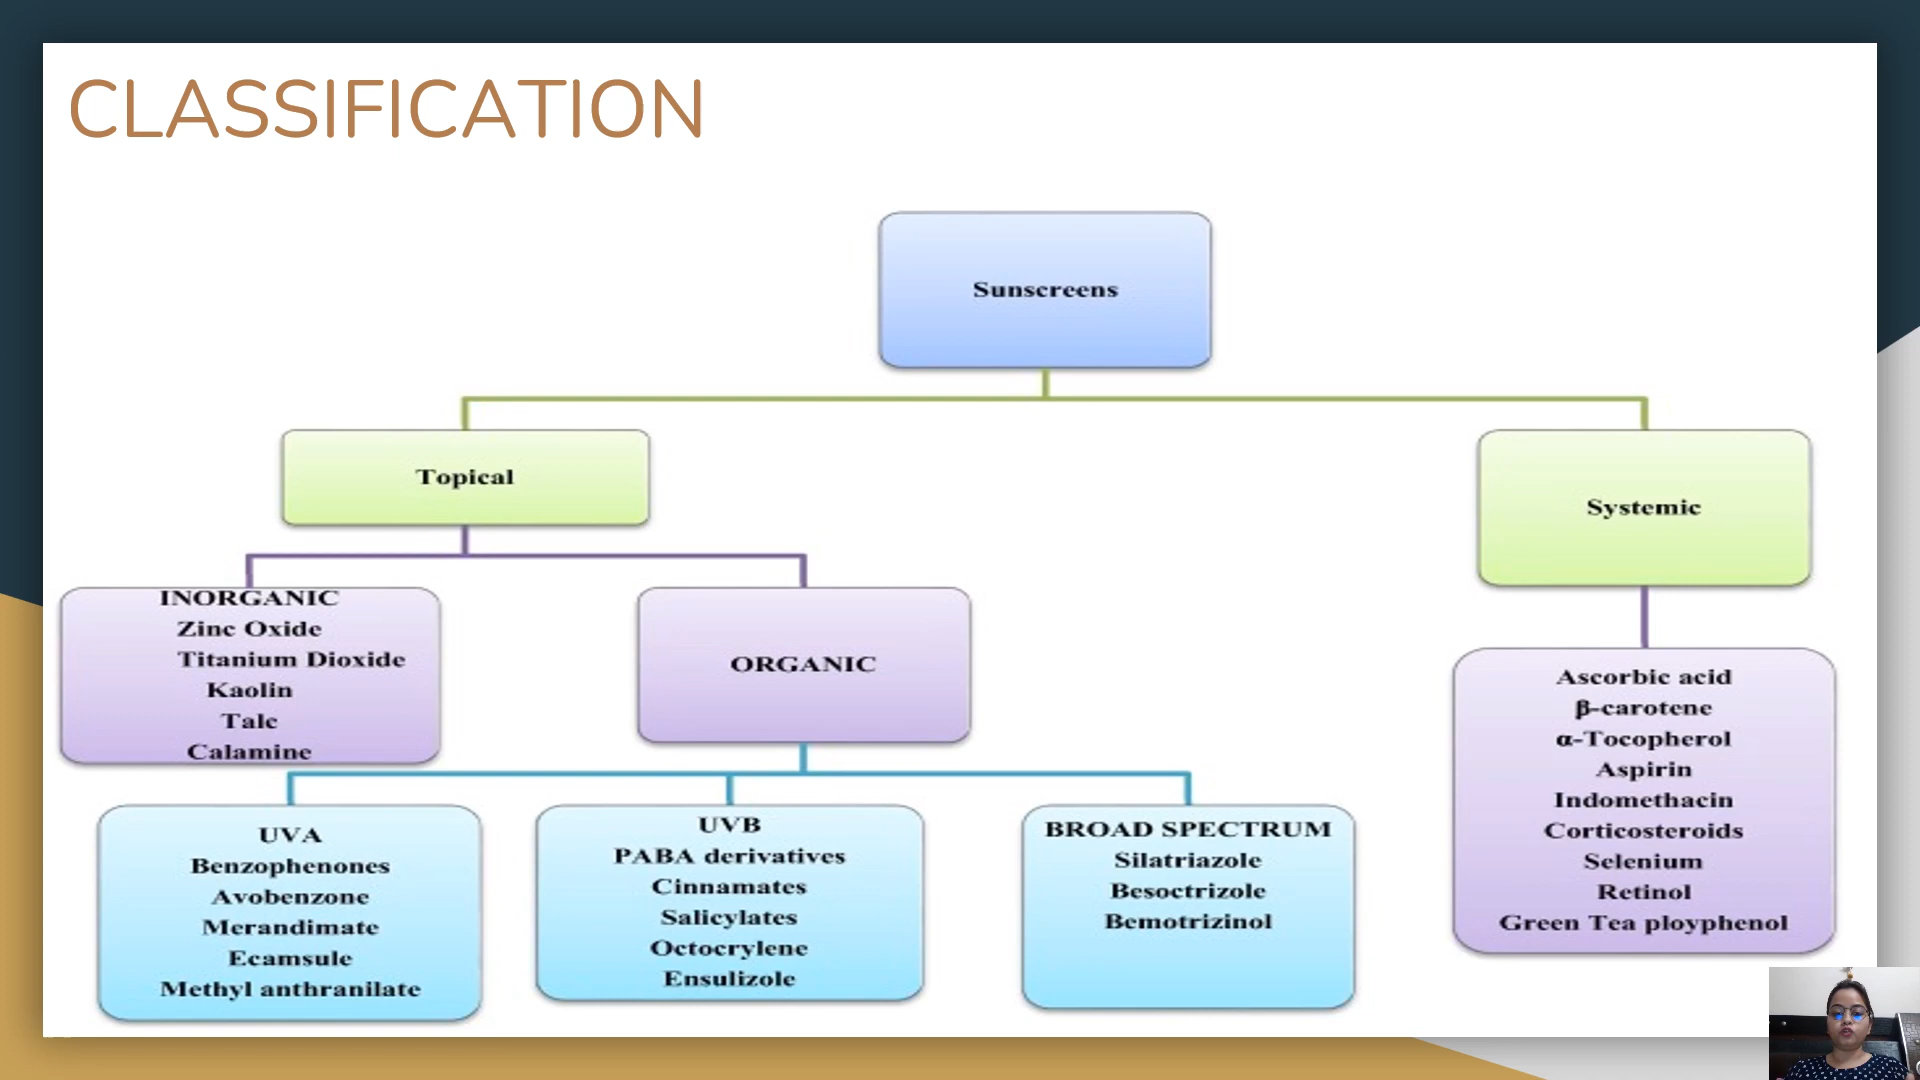 CLASSIFICATION
Sunscreens
Topical
Systemic
INORGANIC
Zinc Oxide
Titanium Dioxide
Kaolin
Talc
Calamine
ORGANIC
Ascorbic acid
β-carotene
α-Tocopherol
Aspirin
Indomethacin
Corticosteroids
Selenium
Retinol
Green Tea ployphenol
UVA
Benzophenones
Avobenzone
Merandimate
Ecamsule
Methyl anthranilate
UVB
PABA derivatives
Cinnamates
Salicylates
Octocrylene
Ensulizole
BROAD SPECTRUM
Silatriazole
Besoctrizole
Bemotrizinol